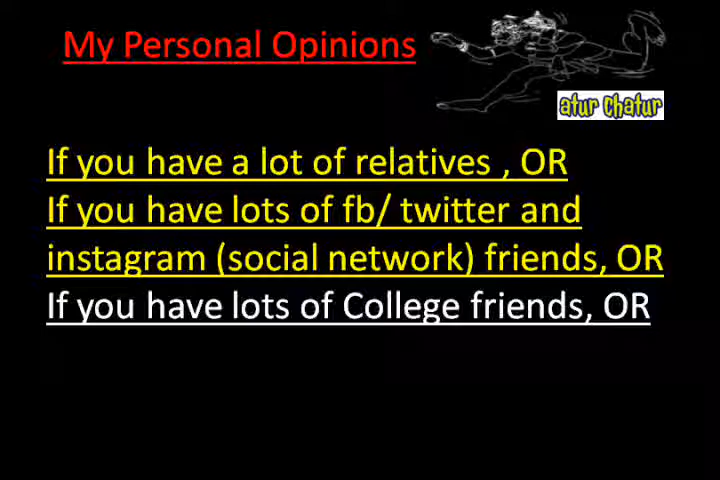 My Personal Opinions
atur chatur
If you have a lot of relatives , OR
If you have lots of fb/ twitter and
instagram (social network) friends, OR
If you have lots of College friends, OR